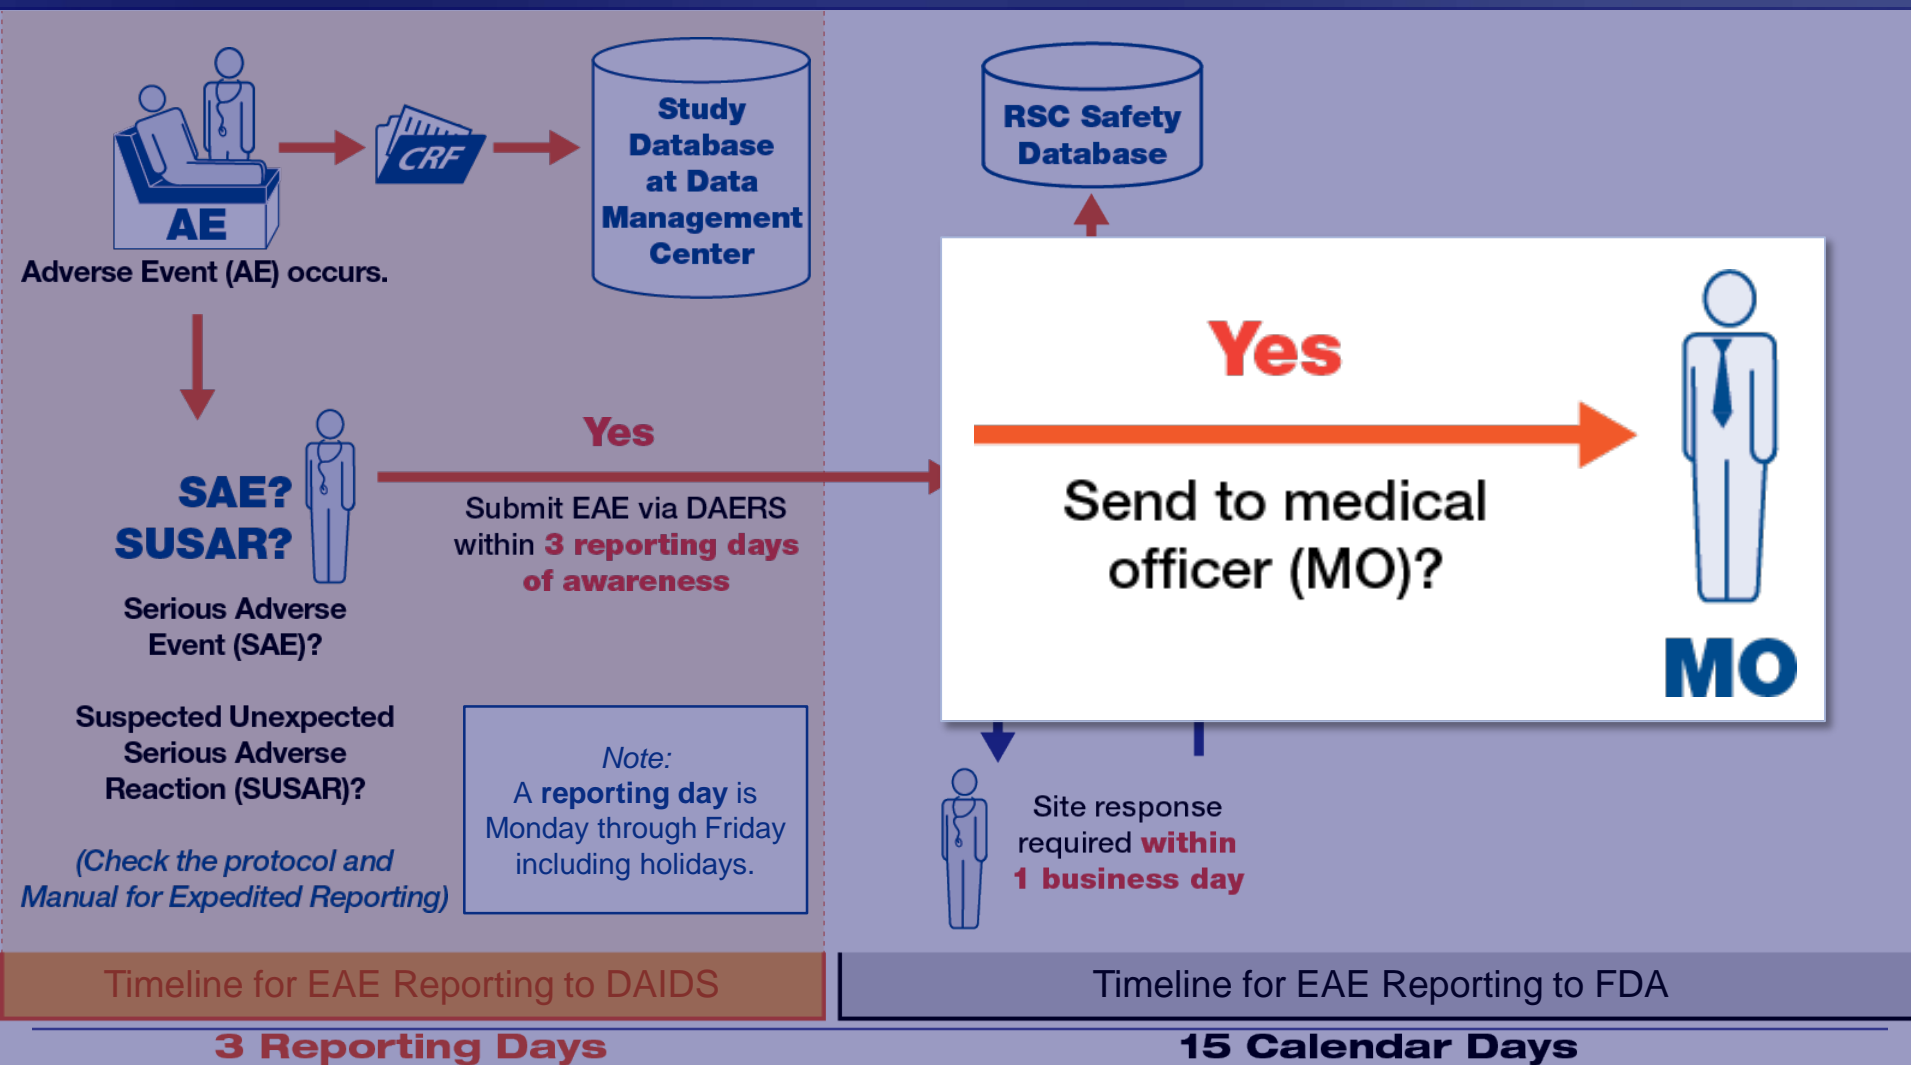 AE
Adverse Event (AE) occurs.
CRF
Study
Database
at Data
Management
Center
SAE?
SUSAR?
Serious Adverse
Event (SAE)?
Suspected Unexpected
Serious Adverse
Reaction (SUSAR)?
(Check the protocol and
Manual for Expedited Reporting)
Yes
Submit EAE via DAERS
within 3 reporting days
of awareness
Note:
A reporting day is
Monday through Friday
including holidays.
RSC Safety
Database
Yes
Send to medical
officer (MO)?
MO
Site response
required within
1 business day
Timeline for EAE Reporting to DAIDS
3 Reporting Days
Timeline for EAE Reporting to FDA
15 Calendar Days